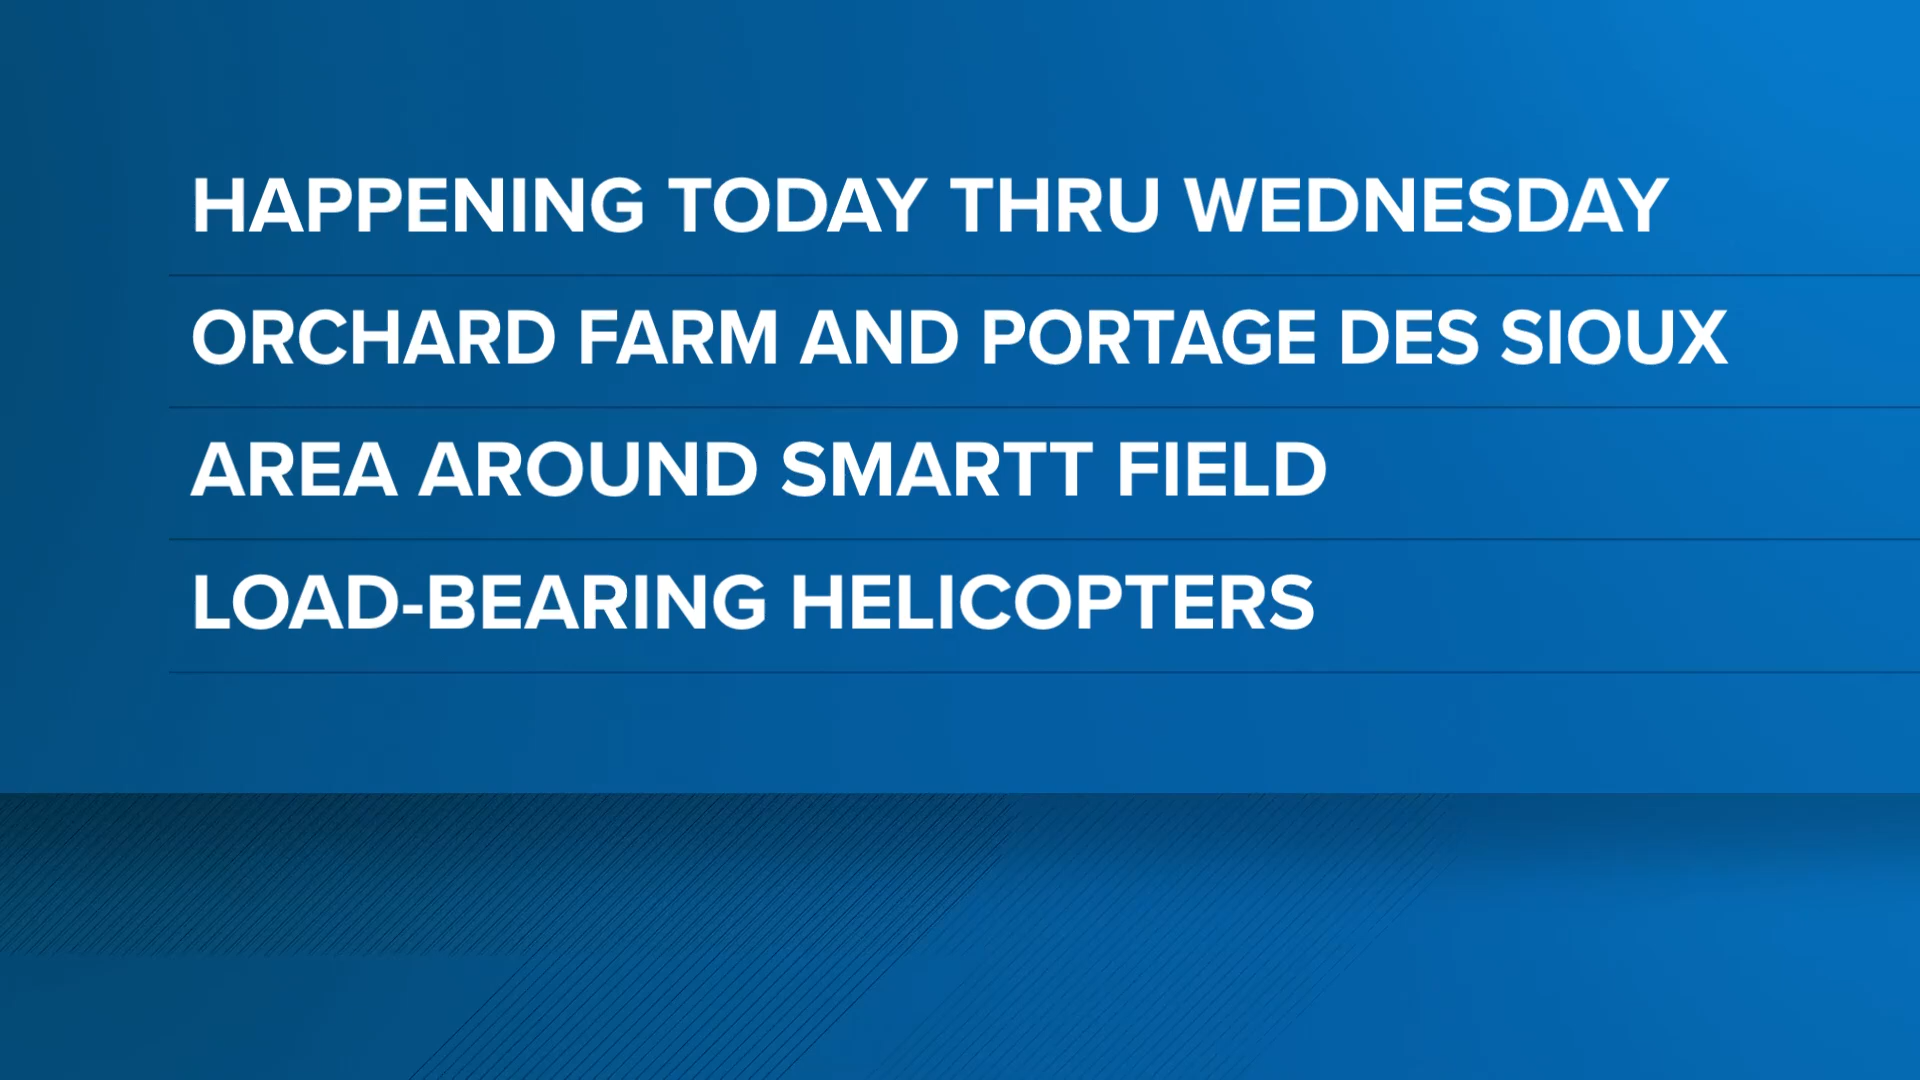 HAPPENING TODAY THRU WEDNESDAY
ORCHARD FARM AND PORTAGE DES SIOUX
AREA AROUND SMARTT FIELD
LOAD-BEARING HELICOPTERS